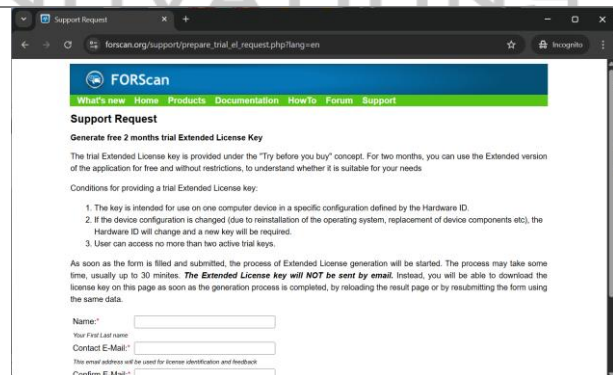 Support Request
forscan.org/support/prepare_trial_el_request.php?lang=en
Incognito
FORScan
What's new Home Products Documentation HowTo Forum Support
Support Request
Generate free 2 months trial Extended License Key
The trial Extended License key is provided under the "Try before you buy" concept. For two months, you can use the Extended version
of the application for free and without restrictions, to understand whether it is suitable for your needs
Conditions for providing a trial Extended License key:
1. The key is intended for use on one computer device in a specific configuration defined by the Hardware ID.
2. If the device configuration is changed (due to reinstallation of the operating system, replacement of device components etc), the
Hardware ID will change and a new key will be required.
3. User can access no more than two active trial keys.
As soon as the form is filled and submitted, the process of Extended License generation will be started. The process may take some
time, usually up to 30 minites. The Extended License key will NOT be sent by email. Instead, you will be able to download the
license key on this page as soon as the generation process is completed, by reloading the result page or by resubmitting the form using
the same data.
Name:*
Your First Last name
Contact E-Mail:*
This email address will be used for license identification and feedback
Confirm E-Mail:*